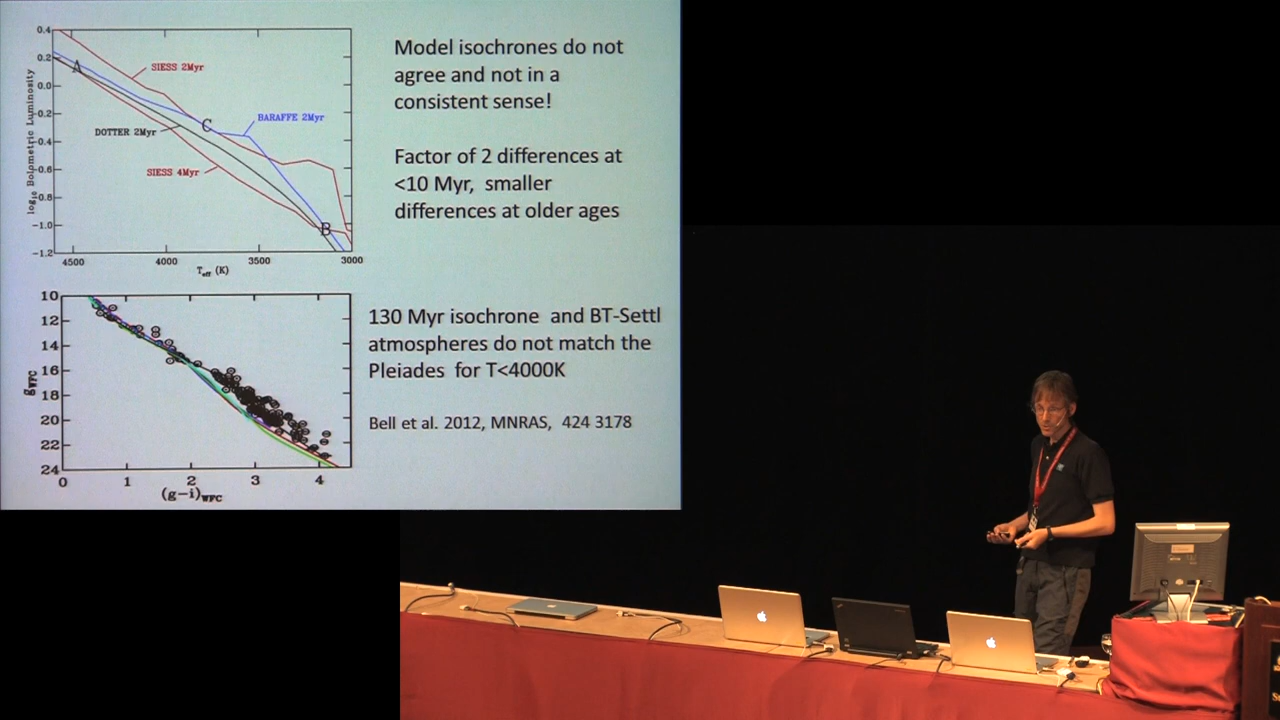 Model isochrones do not
agree and not in a
consistent sense!
Factor of 2 differences at
<10 Myr, smaller
differences at older ages
0.4
0.2
0.0
−0.2
−0.4
−0.6
−0.8
−1.0
−1.2
log10 Bolometric Luminosity
SIESS 2Myr
BARAFFE 2Myr
DOTTER 2Myr
SIESS 4Myr
A
C
B
4500 4000 3500 3000
Teff (K)
130 Myr isochrone and BT-Settl
atmospheres do not match the
Pleiades for T<4000K
Bell et al. 2012, MNRAS, 424 3178
10
12
14
16
18
20
22
24
gWFC
0 1 2 3 4
(g−i)WFC